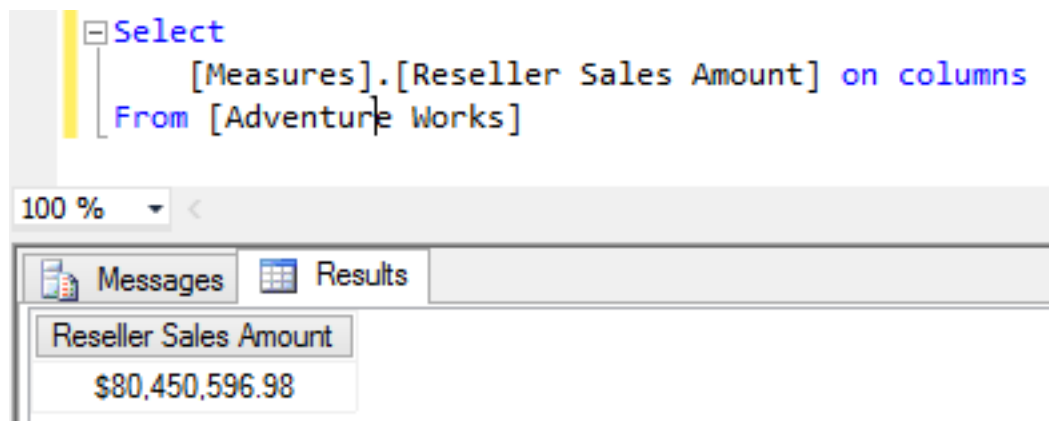 Select
[Measures].[Reseller Sales Amount] on columns
From [Adventure Works]
100 %
Messages Results
Reseller Sales Amount
$80,450,596.98